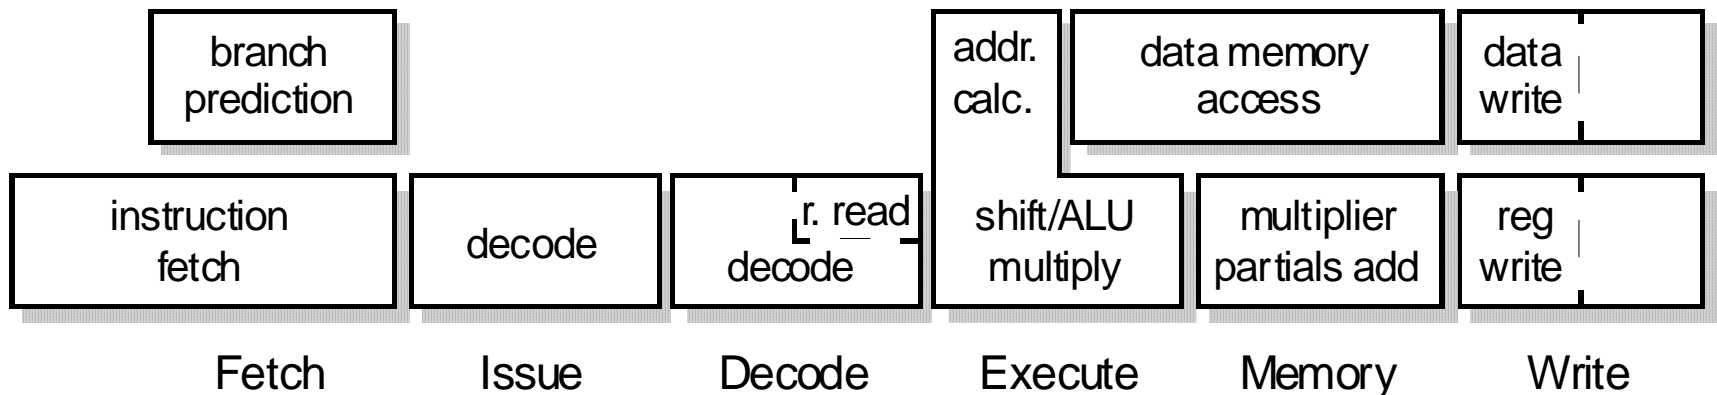 branch
prediction
addr.
calc.
data memory
access
data
write
instruction
fetch
decode
r. read
decode
shift/ALU
multiply
multiplier
partials add
reg
write
Fetch
Issue
Decode
Execute
Memory
Write